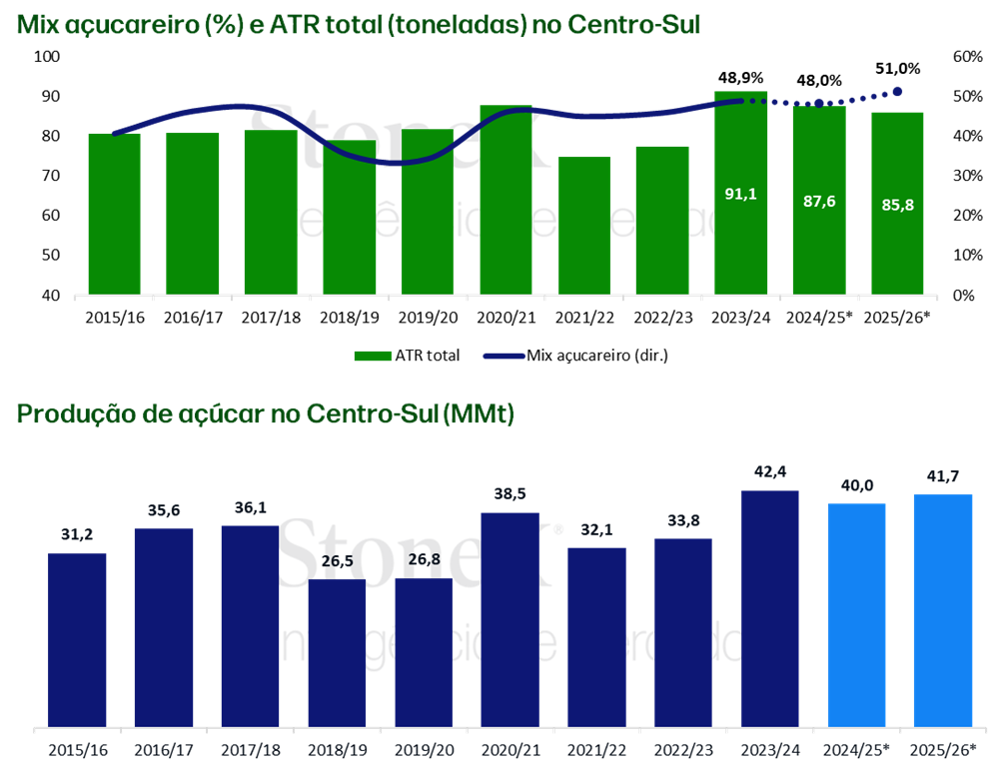 Mix açucareiro (%) e ATR total (toneladas) no Centro-Sul
100 60%
90 50%
80 40%
70 30%
60 20%
50 10%
40 0%
48,9% 48,0% 51,0%
91,1 87,6 85,8
StoneX
2015/16 2016/17 2017/18 2018/19 2019/20 2020/21 2021/22 2022/23 2023/24 2024/25* 2025/26*
ATR total Mix açucareiro (dir.)
Produção de açúcar no Centro-Sul (MMt)
31,2 35,6 36,1 26,5 26,8 38,5 32,1 33,8 42,4 40,0 41,7
StoneX®
2015/16 2016/17 2017/18 2018/19 2019/20 2020/21 2021/22 2022/23 2023/24 2024/25* 2025/26*